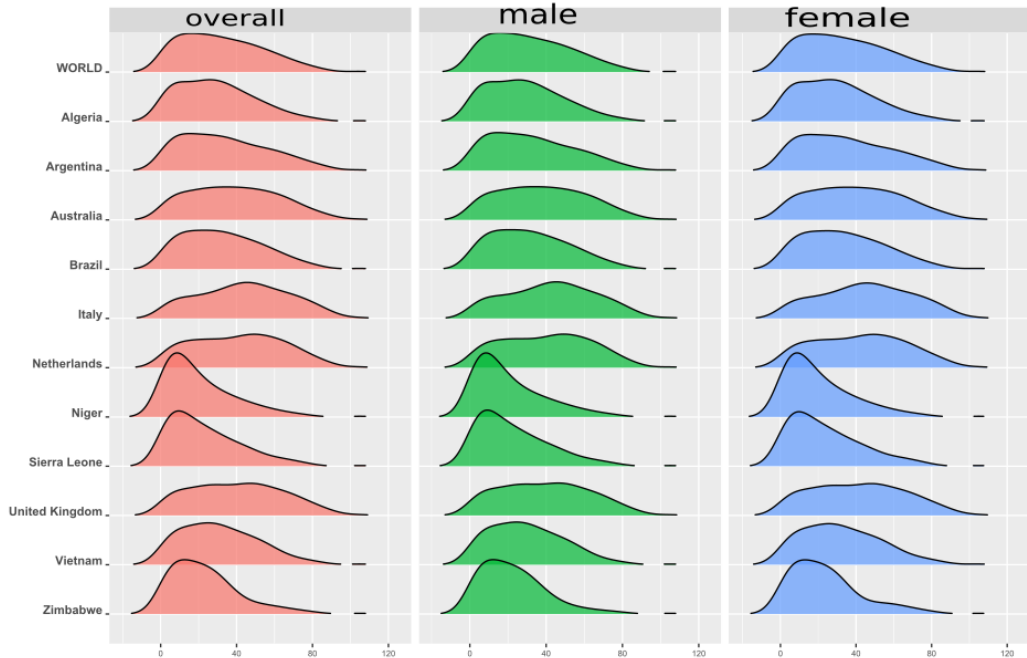 overall male female
WORLD
Algeria
Argentina
Australia
Brazil
Italy
Netherlands
Niger
Sierra Leone
United Kingdom
Vietnam
Zimbabwe
0 40 80 120 0 40 80 120 0 40 80 120